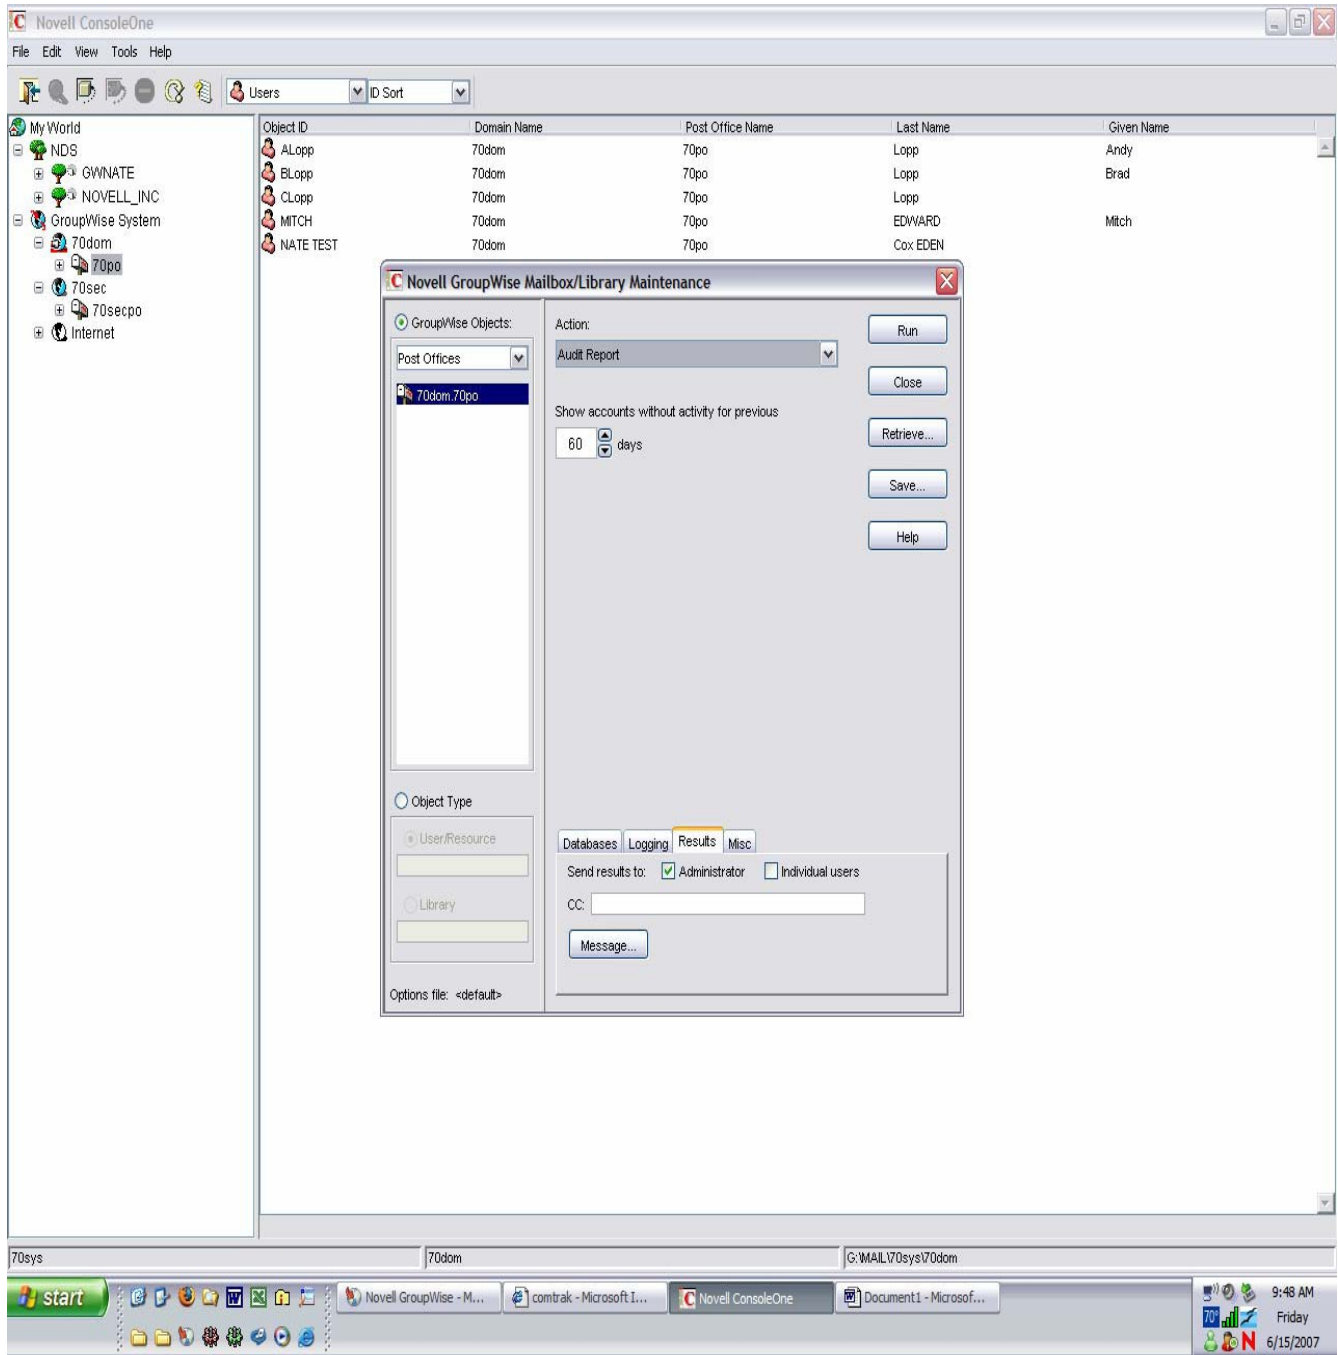 Novell ConsoleOne
File Edit View Tools Help
Users
ID Sort
My World
NDS
GWNATE
NOVELL_INC
GroupWise System
70dom
70po
70sec
70secpo
Internet
Object ID Domain Name Post Office Name Last Name Given Name
ALopp 70dom 70po Lopp Andy
BLopp 70dom 70po Lopp Brad
CLopp 70dom 70po Lopp
MITCH 70dom 70po EDWARD Mitch
NATE TEST 70dom 70po Cox EDEN
Novell GroupWise Mailbox/Library Maintenance
GroupWise Objects:
Post Offices
70dom.70po
Object Type
User/Resource
Library
Options file: <default>
Action:
Audit Report
Show accounts without activity for previous
60 days
Run
Close
Retrieve...
Save...
Help
Databases Logging Results Misc
Send results to: Administrator Individual users
CC:
Message...
70sys 70dom G:\MAIL\70sys\70dom
start
Novell GroupWise - M... comtrak - Microsoft I... Novell ConsoleOne Document1 - Microsof...
9:48 AM
70° Friday
6/15/2007